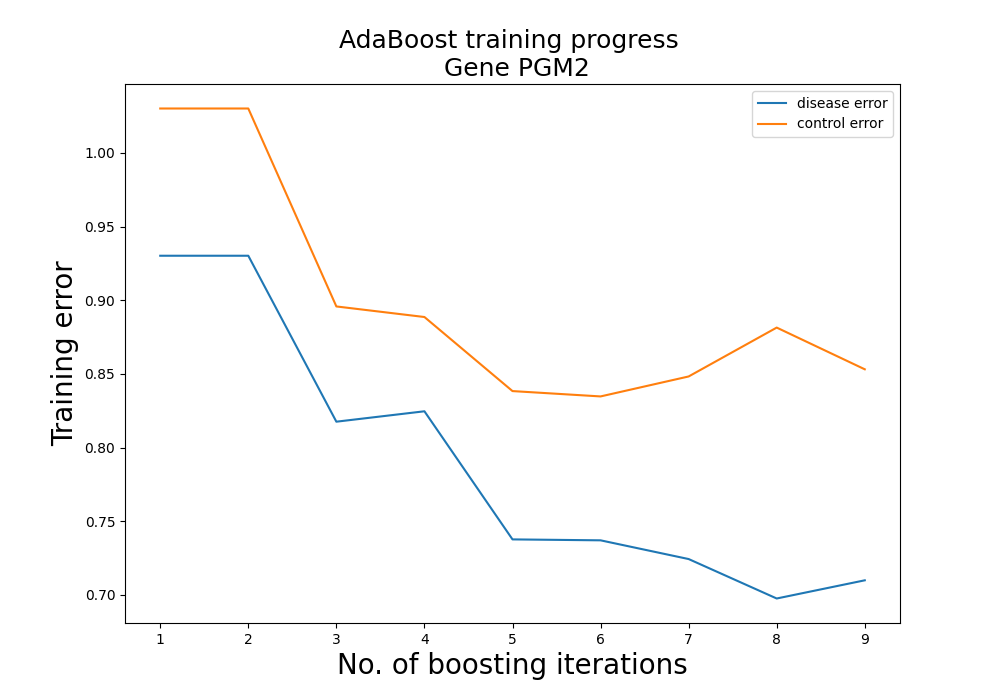 AdaBoost training progress
Gene PGM2
disease error
control error
Training error
1.00
0.95
0.90
0.85
0.80
0.75
0.70
1 2 3 4 5 6 7 8 9
No. of boosting iterations